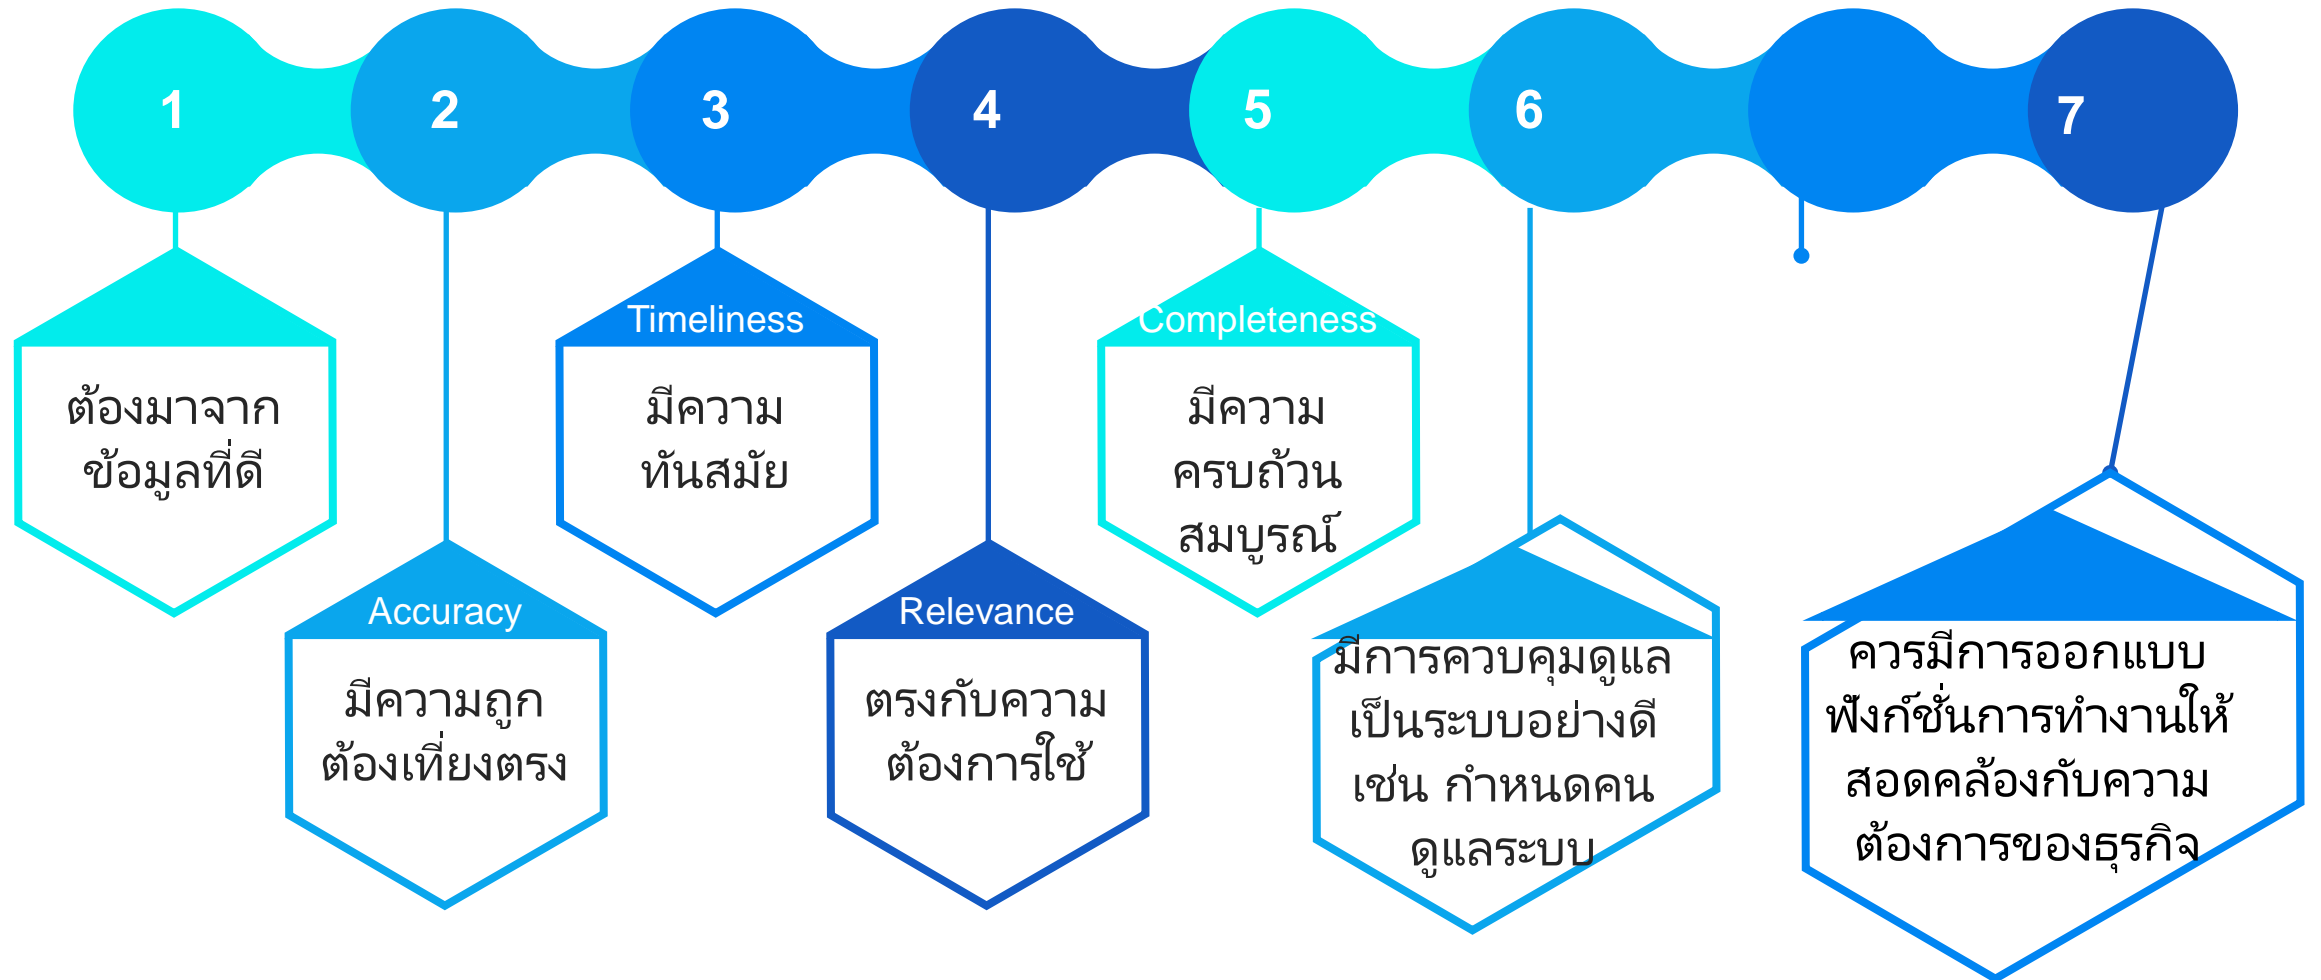 1
2
3
4
5
6
7
ต้องมาจาก
ข้อมูลที่ดี
Accuracy
มีความถูก
ต้องเที่ยงตรง
Timeliness
มีความ
ทันสมัย
Relevance
ตรงกับความ
ต้องการใช้
Completeness
มีความ
ครบถ้วน
สมบูรณ์
มีการควบคุมดูแล
เป็นระบบอย่างดี
เช่น กำหนดคน
ดูแลระบบ
ควรมีการออกแบบ
ฟังก์ชั่นการทำงานให้
สอดคล้องกับความ
ต้องการของธุรกิจ